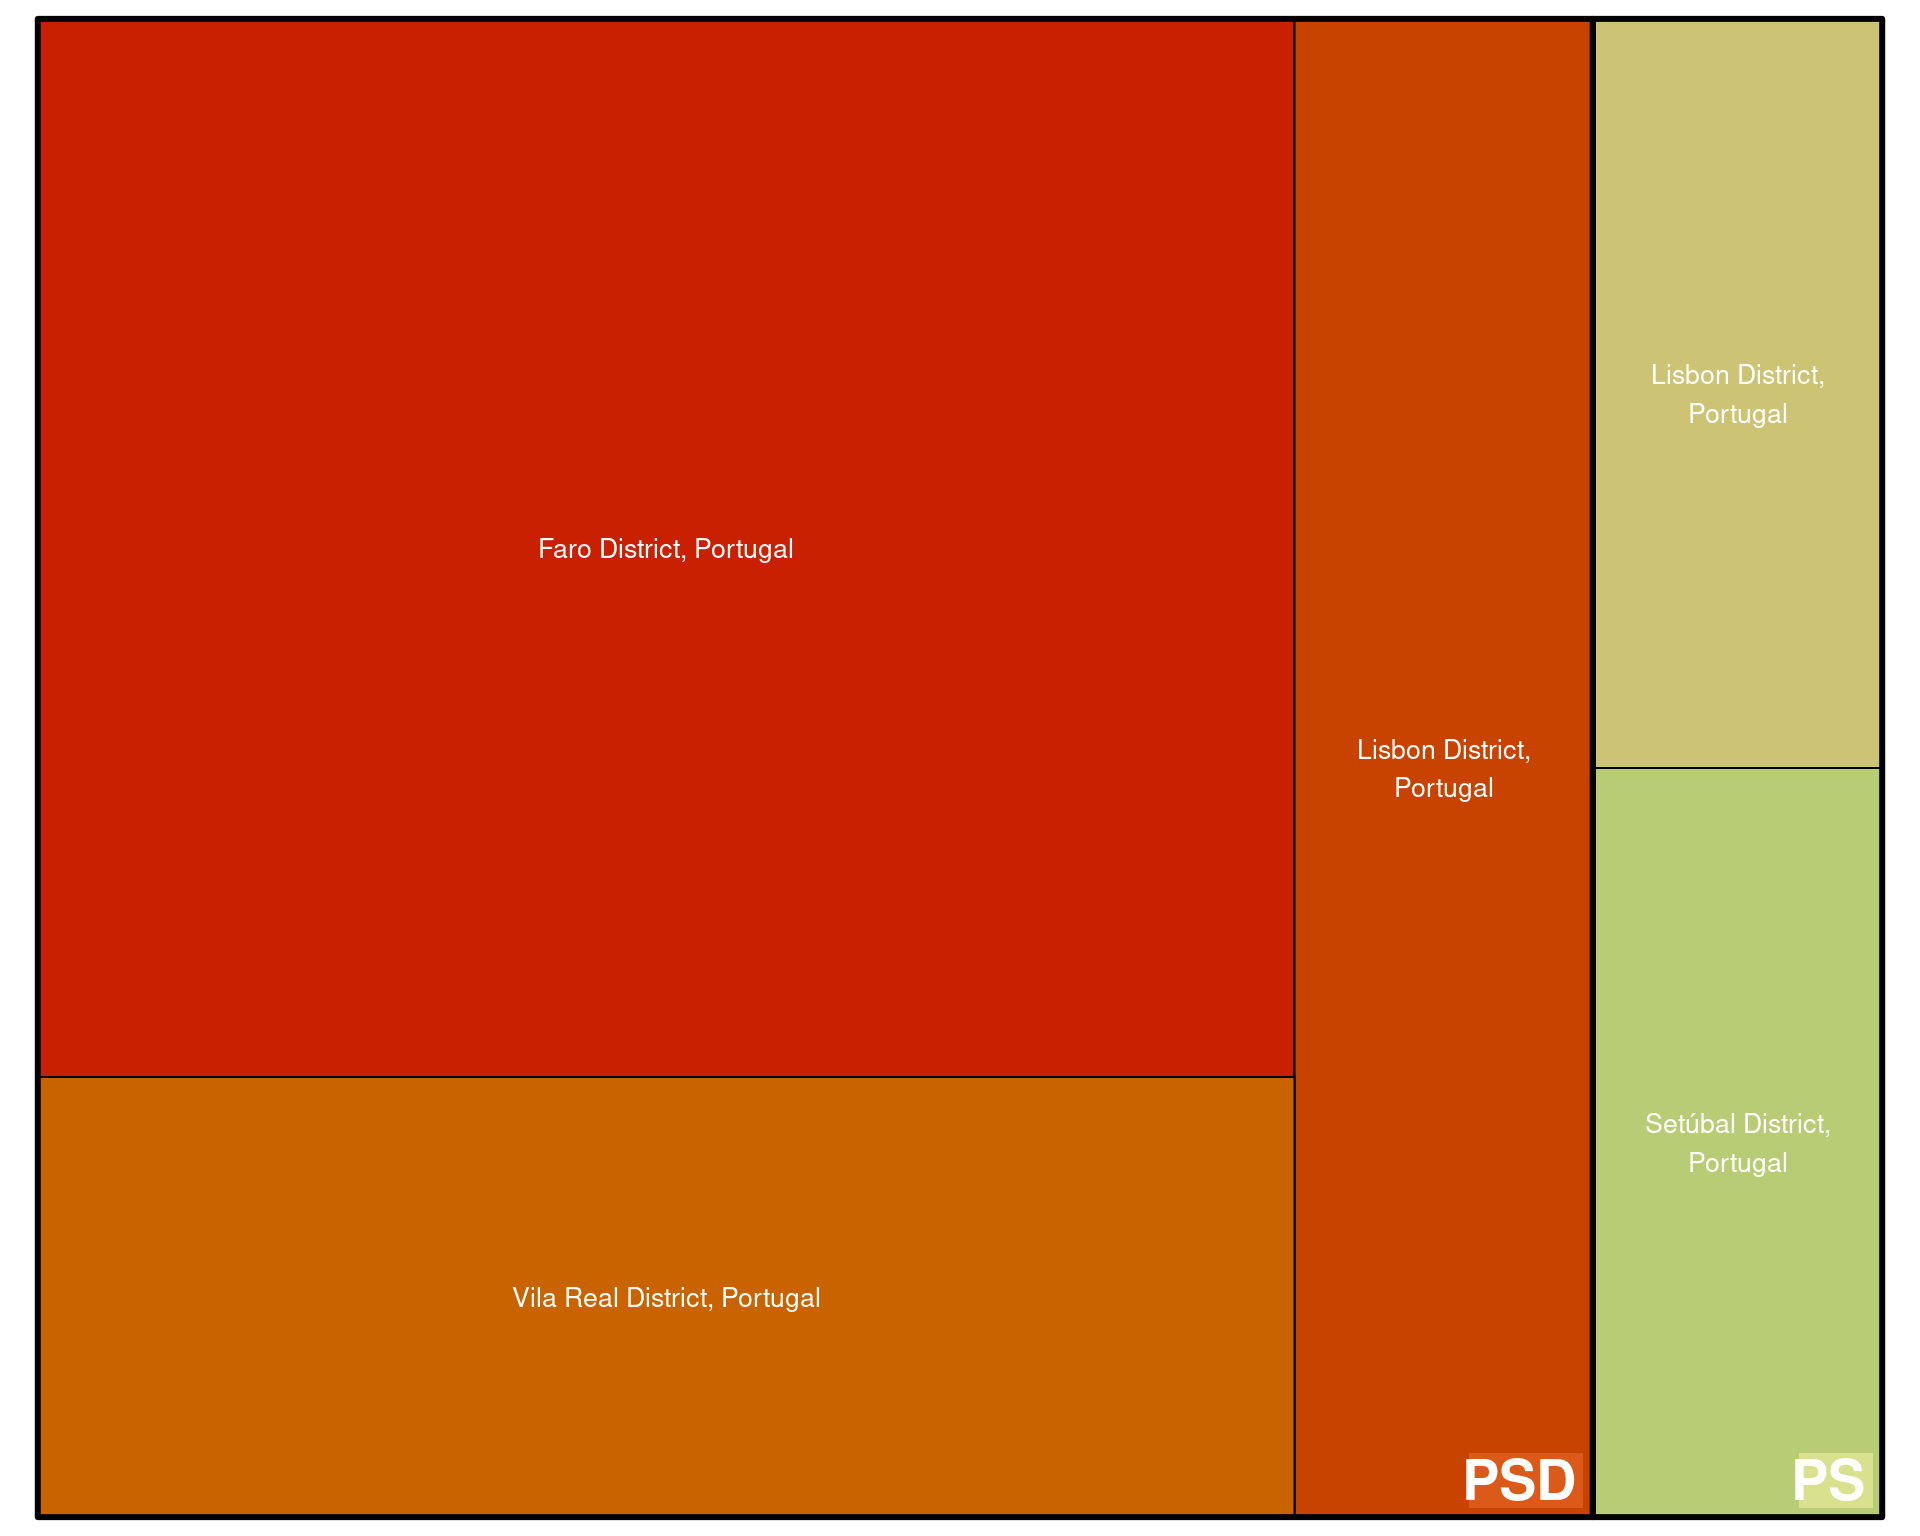 Faro District, Portugal
Vila Real District, Portugal
Lisbon District,
Portugal
PSD
Lisbon District,
Portugal
Setúbal District,
Portugal
PS